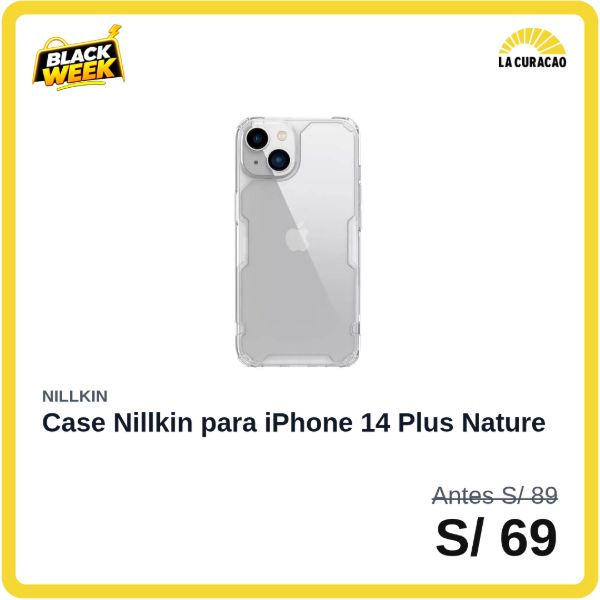 BLACK
WEEK
LA CURACAO
NILLKIN
Case Nillkin para iPhone 14 Plus Nature
Antes S/ 89
S/ 69